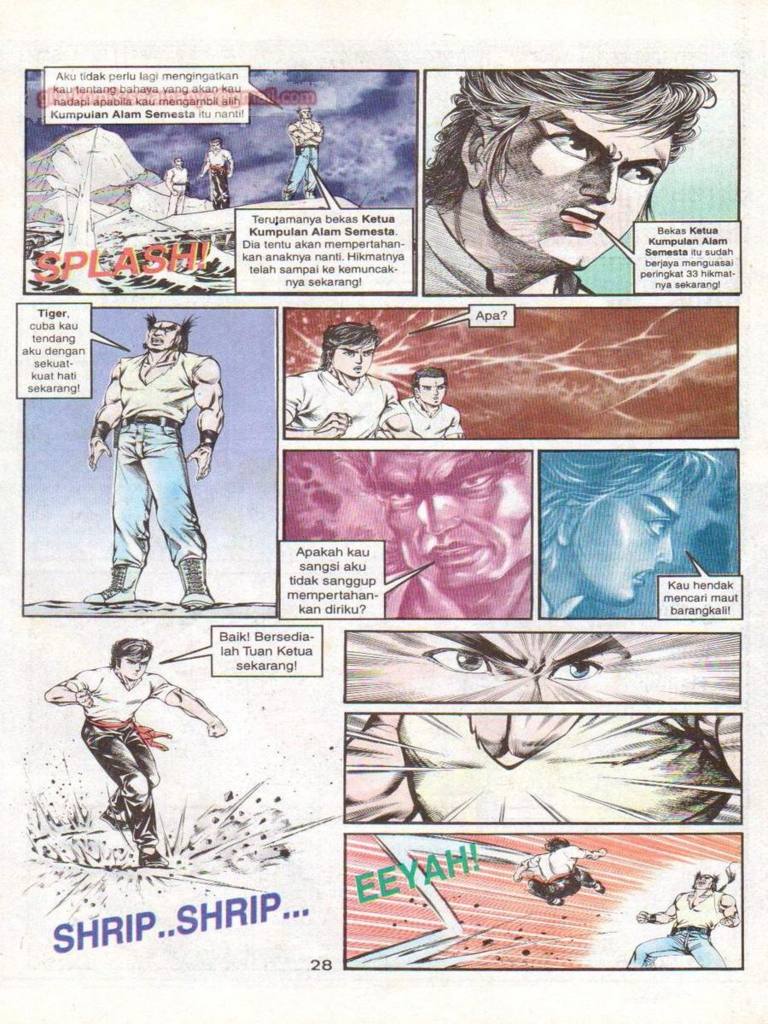 Aku tidak perlu lagi mengingatkan
kau tentang bahaya yang akan kau
hadapi apabila kau mengambil alih
Kumpulan Alam Semesta itu nanti!
Terutamanya bekas Ketua
Kumpulan Alam Semesta.
Dia tentu akan mempertahan-
kan anaknya nanti. Hikmatnya
telah sampai ke kemuncak-
nya sekarang!
SPLASH!
Bekas Ketua
Kumpulan Alam
Semesta itu sudah
berjaya menguasai
peringkat 33 hikmat-
nya sekarang!
Tiger,
cuba kau
tendang
aku dengan
sekuat-
kuat hati
sekarang!
Apa?
Apakah kau
sangsi aku
tidak sanggup
mempertahan-
kan diriku?
Kau hendak
mencari maut
barangkali!
Baik! Bersedia-
lah Tuan Ketua
sekarang!
SHRIP..SHRIP...
EEYAH!
28